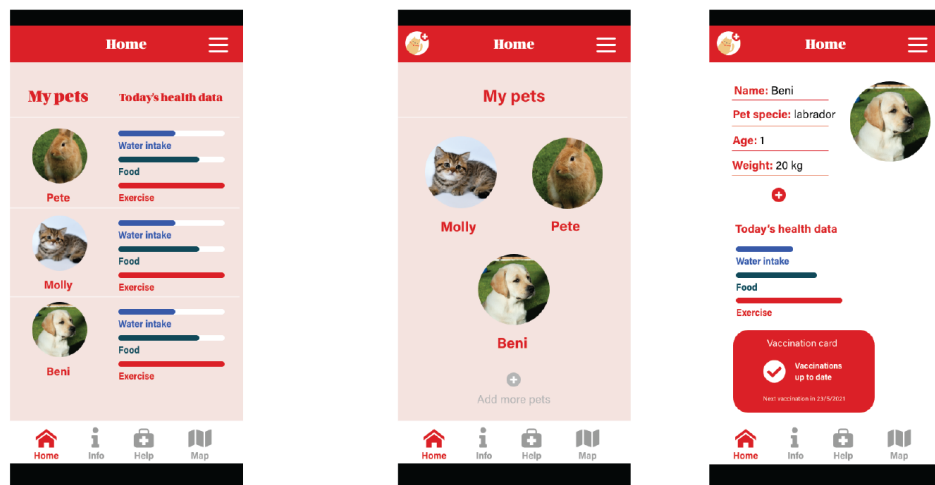 Home
My pets
Today's health data
Water intake
Food
Pete
Exercise
Water intake
Food
Molly
Exercise
Water intake
Food
Beni
Exercise
Home
Info
Help
Map
Home
My pets
Molly
Pete
Beni
Add more pets
Home
Info
Help
Map
Home
Name: Beni
Pet specie: labrador
Age: 1
Weight: 20 kg
Today's health data
Water intake
Food
Exercise
Vaccination card
Vaccinations
up to date
Next vaccination in 23/5/2021
Home
Info
Help
Map